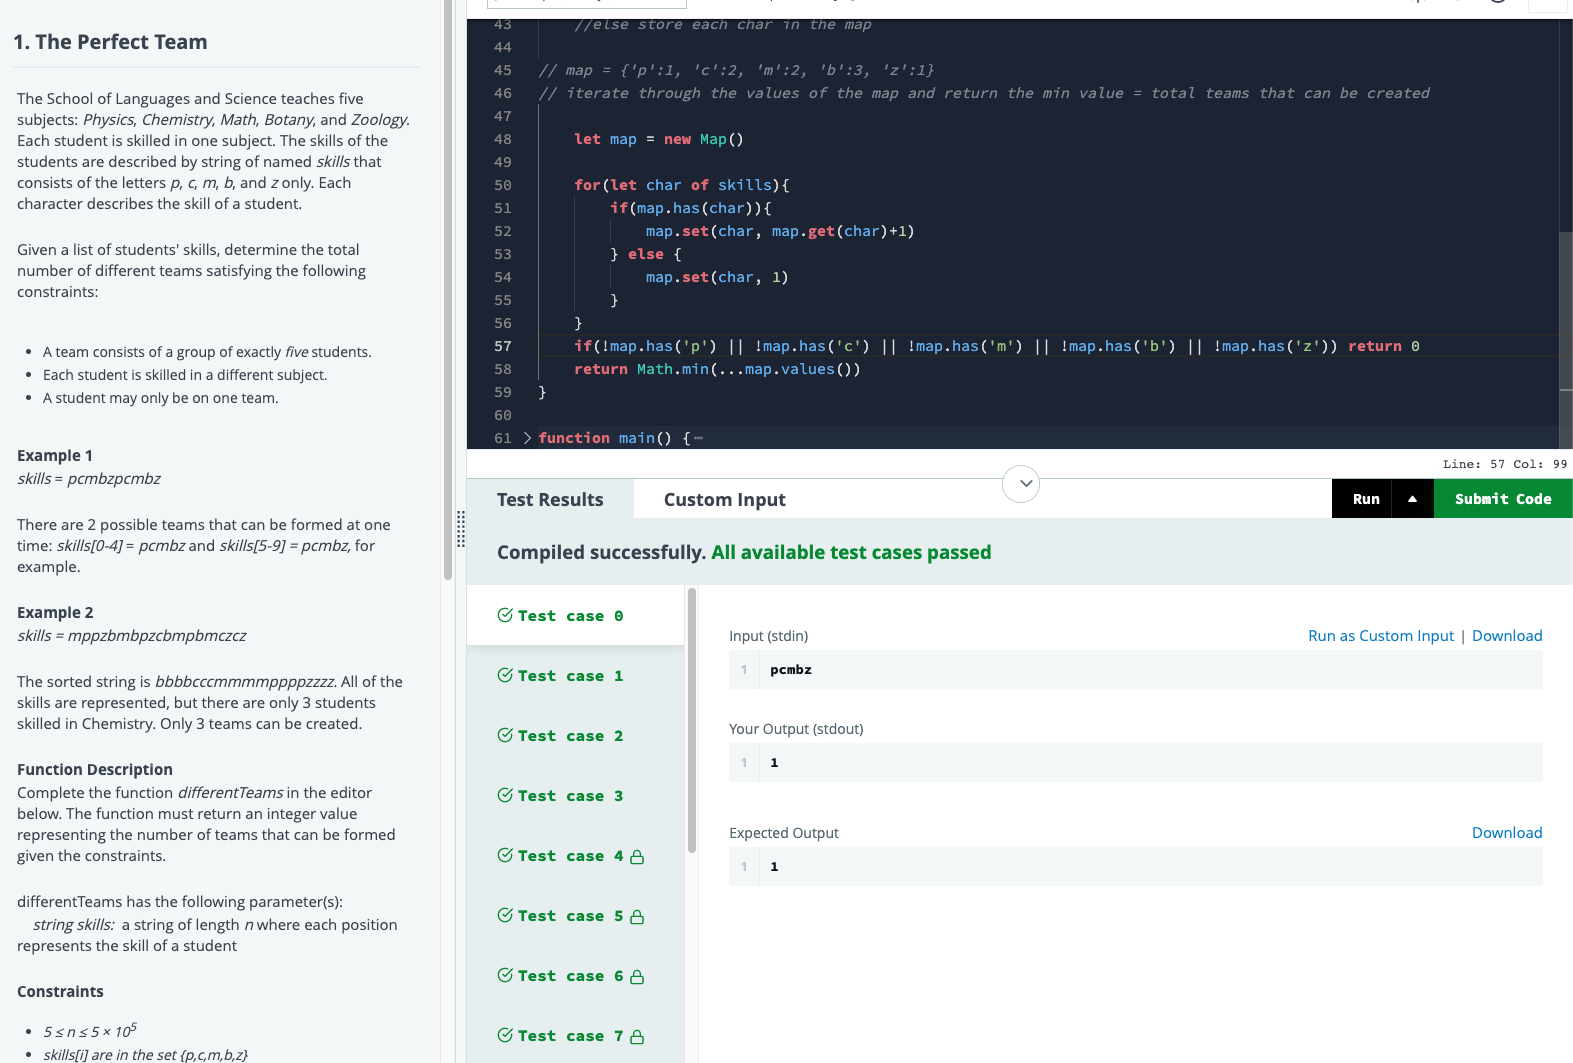 1. The Perfect Team
The School of Languages and Science teaches five
subjects: Physics, Chemistry, Math, Botany, and Zoology.
Each student is skilled in one subject. The skills of the
students are described by string of named skills that
consists of the letters p, c, m, b, and z only. Each
character describes the skill of a student.
Given a list of students' skills, determine the total
number of different teams satisfying the following
constraints:
• A team consists of a group of exactly five students.
• Each student is skilled in a different subject.
• A student may only be on one team.
Example 1
skills = pcmbzpcmbz
There are 2 possible teams that can be formed at one
time: skills[0-4] = pcmbz and skills[5-9] = pcmbz, for
example.
Example 2
skills = mppzbmbpzcbmpbmczcz
The sorted string is bbbbcccmmmmppppzzzz. All of the
skills are represented, but there are only 3 students
skilled in Chemistry. Only 3 teams can be created.
Function Description
Complete the function differentTeams in the editor
below. The function must return an integer value
representing the number of teams that can be formed
given the constraints.
differentTeams has the following parameter(s):
string skills: a string of length n where each position
represents the skill of a student
Constraints
• 5 ≤ n ≤ 5 × 10^5
• skills[i] are in the set {p,c,m,b,z}
43 //else store each char in the map
44
45 // map = {'p':1, 'c':2, 'm':2, 'b':3, 'z':1}
46 // iterate through the values of the map and return the min value = total teams that can be created
47
48 let map = new Map()
49
50 for(let char of skills){
51 if(map.has(char)){
52 map.set(char, map.get(char)+1)
53 } else {
54 map.set(char, 1)
55 }
56 }
57 if(!map.has('p') || !map.has('c') || !map.has('m') || !map.has('b') || !map.has('z')) return 0
58 return Math.min(...map.values())
59 }
60
61 function main() {
Line: 57 Col: 99
Test Results Custom Input Run Submit Code
Compiled successfully. All available test cases passed
Test case 0
Test case 1
Test case 2
Test case 3
Test case 4
Test case 5
Test case 6
Test case 7
Input (stdin) Run as Custom Input | Download
1 pcmbz
Your Output (stdout)
1 1
Expected Output Download
1 1